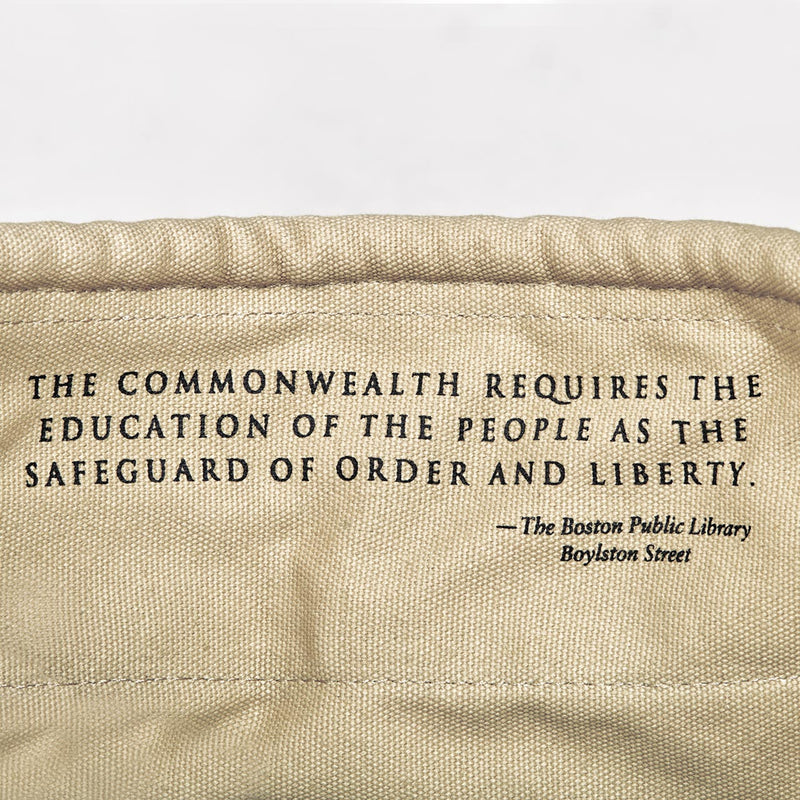 THE COMMONWEALTH REQUIRES THE
EDUCATION OF THE PEOPLE AS THE
SAFEGUARD OF ORDER AND LIBERTY.
—The Boston Public Library
Boylston Street